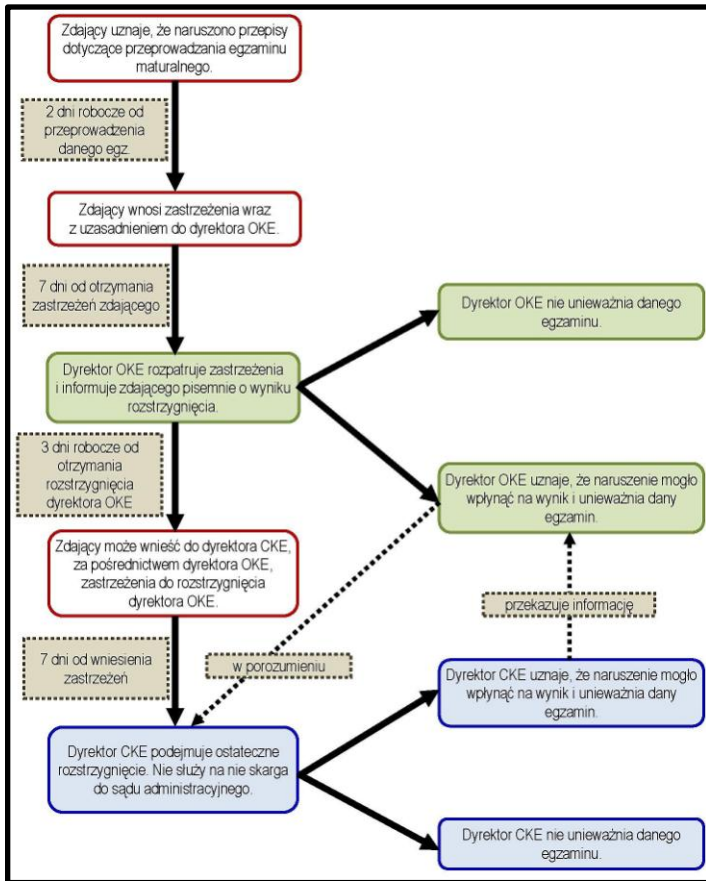 Zdający uznaje, że naruszono przepisy
dotyczące przeprowadzania egzaminu
maturalnego.
2 dni robocze od
przeprowadzenia
danego egz.
Zdający wnosi zastrzeżenia wraz
z uzasadnieniem do dyrektora OKE.
7 dni od otrzymania
zastrzeżeń zdającego
Dyrektor OKE nie unieważnia danego
egzaminu.
Dyrektor OKE rozpatruje zastrzeżenia
i informuje zdającego pisemnie o wyniku
rozstrzygnięcia.
3 dni robocze od
otrzymania
rozstrzygnięcia
dyrektora OKE
Dyrektor OKE uznaje, że naruszenie mogło
wpłynąć na wynik i unieważnia dany
egzamin.
Zdający może wnieść do dyrektora CKE,
za pośrednictwem dyrektora OKE,
zastrzeżenia do rozstrzygnięcia
dyrektora OKE.
przekazuje informację
7 dni od wniesienia
zastrzeżeń
w porozumieniu
Dyrektor CKE uznaje, że naruszenie mogło
wpłynąć na wynik i unieważnia dany
egzamin.
Dyrektor CKE podejmuje ostateczne
rozstrzygnięcie. Nie służy na nie skarga
do sądu administracyjnego.
Dyrektor CKE nie unieważnia danego
egzaminu.